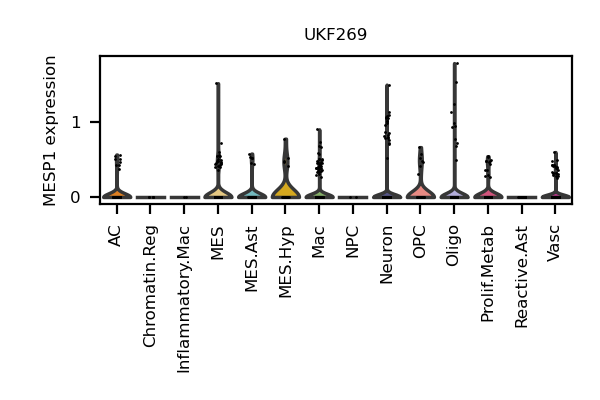 UKF269
MESP1 expression
1
0
AC
Chromatin.Reg
Inflammatory.Mac
MES
MES.Ast
MES.Hyp
Mac
NPC
Neuron
OPC
Oligo
Prolif.Metab
Reactive.Ast
Vasc